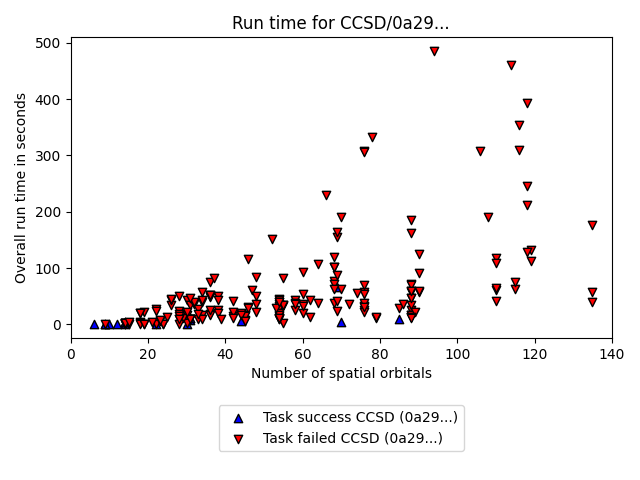 Run time for CCSD/0a29...
Overall run time in seconds
500
400
300
200
100
0
0 20 40 60 80 100 120 140
Number of spatial orbitals
Task success CCSD (0a29...)
Task failed CCSD (0a29...)